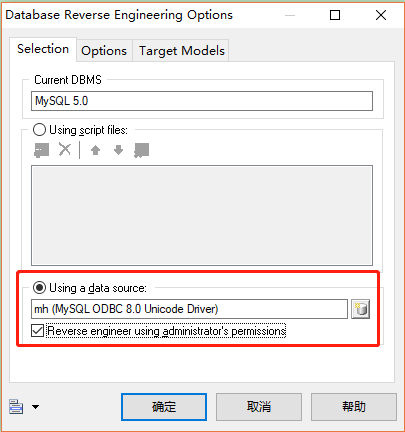 Database Reverse Engineering Options
Selection
Options
Target Models
Current DBMS
MySQL 5.0
Using script files:
Using a data source:
mh (MySQL ODBC 8.0 Unicode Driver)
Reverse engineer using administrator's permissions
确定
取消
帮助